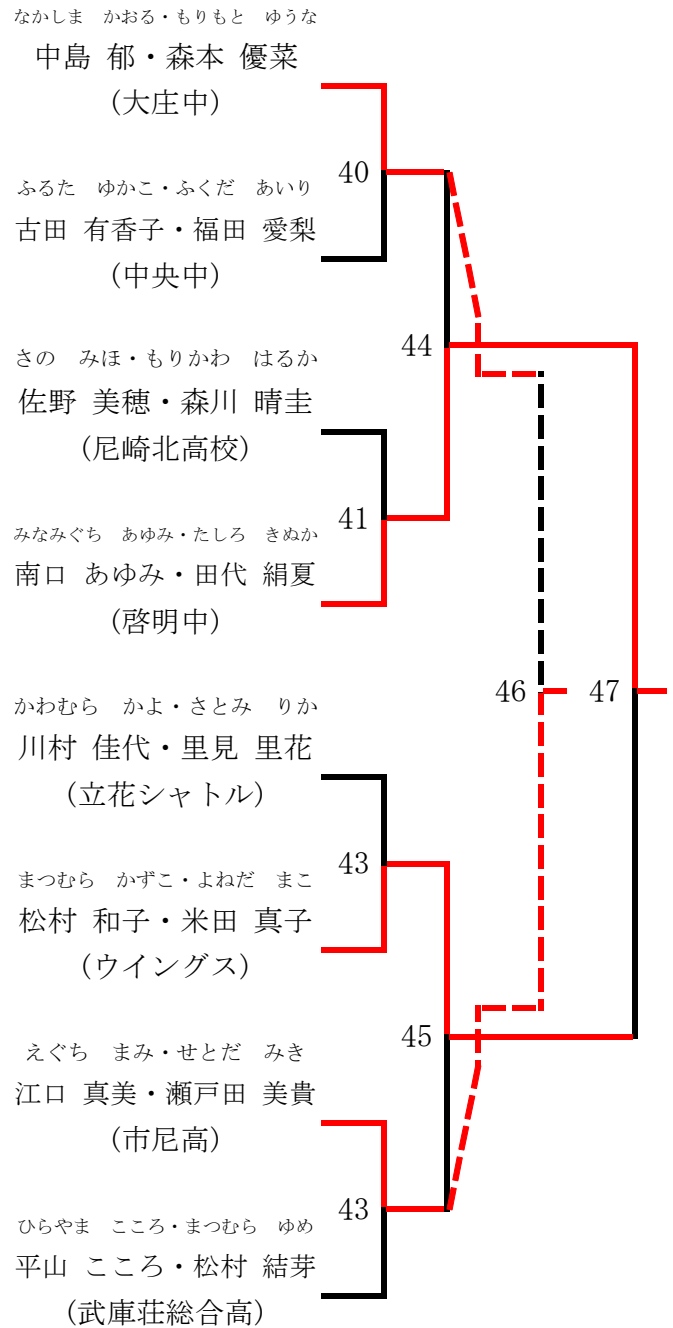 なかしま かおる・もりもと ゆうな
中島 郁・森本 優菜
(大庄中)
40
ふるた ゆかこ・ふくだ あいり
古田 有香子・福田 愛梨
(中央中)
44
さの みほ・もりかわ はるか
佐野 美穂・森川 晴圭
(尼崎北高校)
41
みなみぐち あゆみ・たしろ きぬか
南口 あゆみ・田代 絹夏
(啓明中)
46 47
かわむら かよ・さとみ りか
川村 佳代・里見 里花
(立花シャトル)
43
まつむら かずこ・よねだ まこ
松村 和子・米田 真子
(ウイングス)
45
えぐち まみ・せとだ みき
江口 真美・瀬戸田 美貴
(市尼高)
43
ひらやま こころ・まつむら ゆめ
平山 こころ・松村 結芽
(武庫荘総合高)